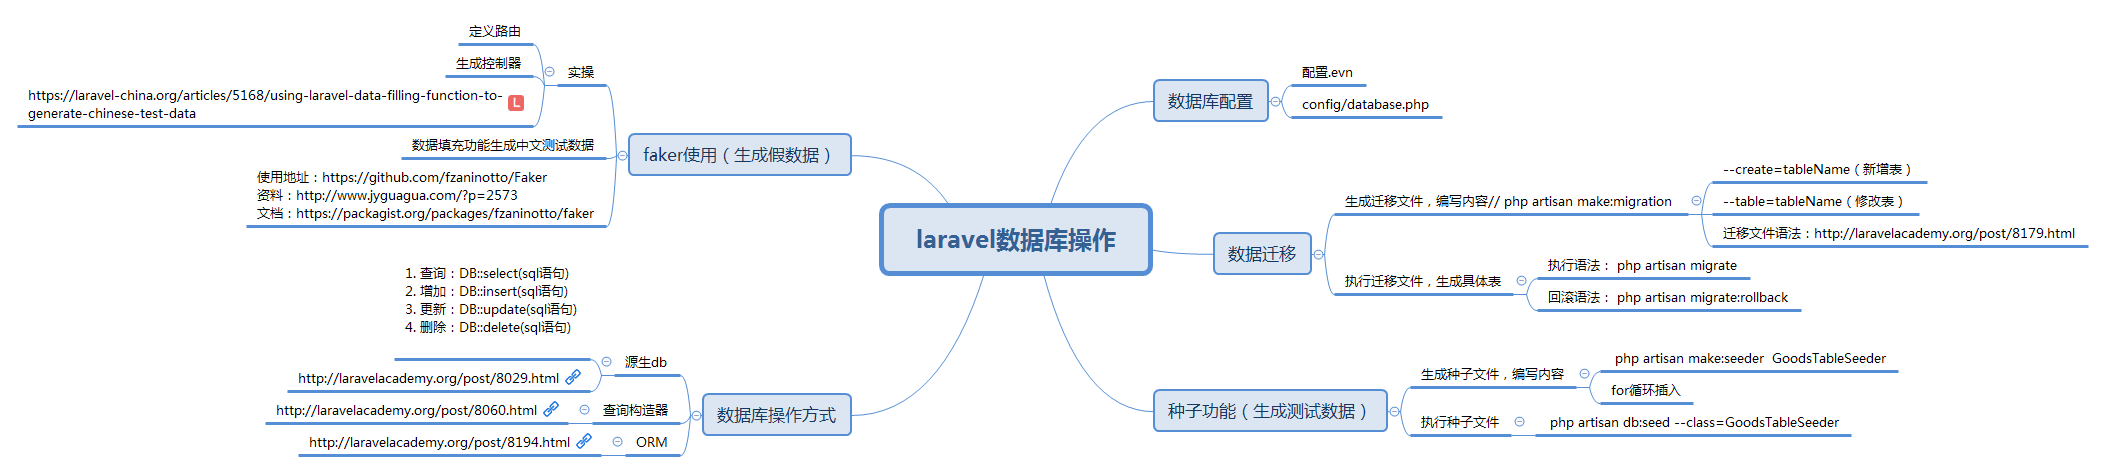 laravel数据库操作
数据库配置
配置.evn
config/database.php
数据迁移
生成迁移文件，编写内容// php artisan make:migration
--create=tableName（新增表）
--table=tableName（修改表）
迁移文件语法：http://laravelacademy.org/post/8179.html
执行迁移文件，生成具体表
执行语法： php artisan migrate
回滚语法： php artisan migrate:rollback
种子功能（生成测试数据）
生成种子文件，编写内容
php artisan make:seeder  GoodsTableSeeder
for循环插入
执行种子文件
php artisan db:seed --class=GoodsTableSeeder
faker使用（生成假数据）
实操
定义路由
生成控制器
https://laravel-china.org/articles/5168/using-laravel-data-filling-function-to-
generate-chinese-test-data
L
数据填充功能生成中文测试数据
使用地址：https://github.com/fzaninotto/Faker
资料：http://www.jyguagua.com/?p=2573
文档：https://packagist.org/packages/fzaninotto/faker
数据库操作方式
源生db
1. 查询：DB::select(sql语句)
2. 增加：DB::insert(sql语句)
3. 更新：DB::update(sql语句)
4. 删除：DB::delete(sql语句)
http://laravelacademy.org/post/8029.html
查询构造器
http://laravelacademy.org/post/8060.html
ORM
http://laravelacademy.org/post/8194.html